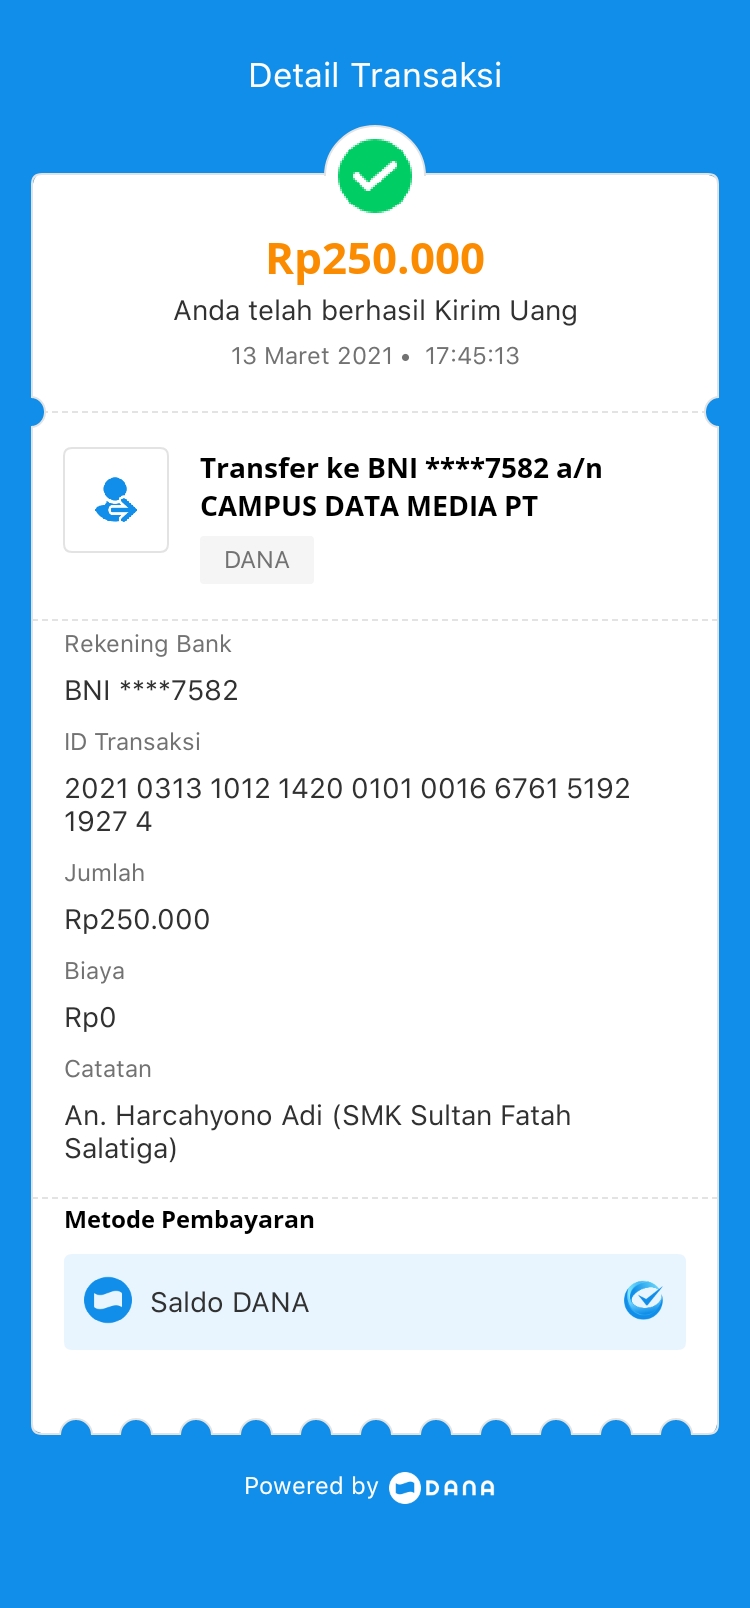 Detail Transaksi
Rp250.000
Anda telah berhasil Kirim Uang
13 Maret 2021 • 17:45:13
Transfer ke BNI ****7582 a/n
CAMPUS DATA MEDIA PT
DANA
Rekening Bank
BNI ****7582
ID Transaksi
2021 0313 1012 1420 0101 0016 6761 5192
1927 4
Jumlah
Rp250.000
Biaya
Rp0
Catatan
An. Harcahyono Adi (SMK Sultan Fatah
Salatiga)
Metode Pembayaran
Saldo DANA
Powered by DANA